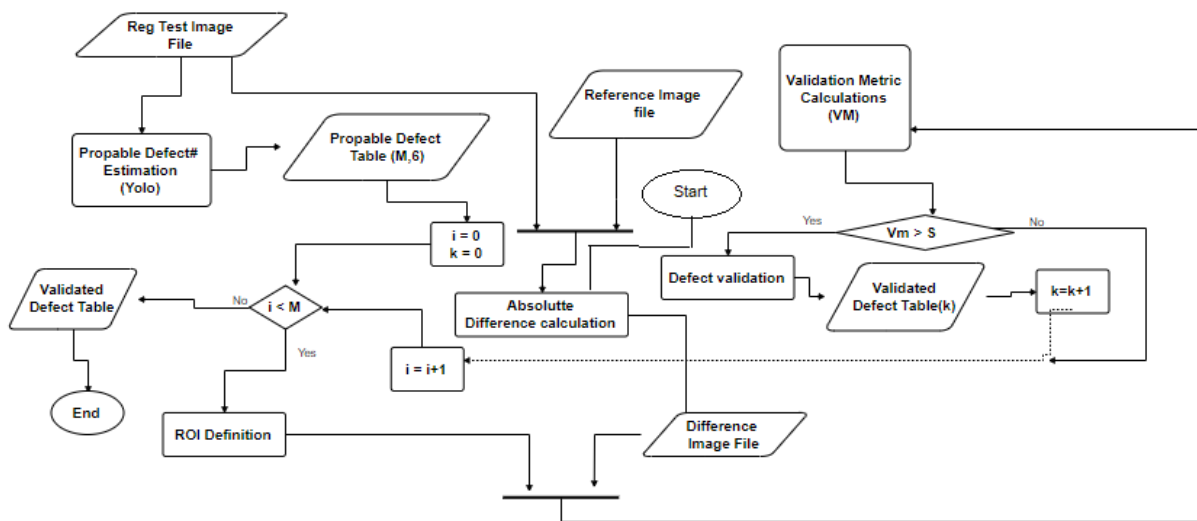 Reg Test Image
File
Propable Defect#
Estimation
(Yolo)
Propable Defect
Table (M,6)
i = 0
k = 0
Reference Image
file
Start
Validation Metric
Calculations
(VM)
Yes
Vm > S
No
Defect validation
Validated
Defect Table(k)
k=k+1
Validated
Defect Table
No
i < M
Yes
Absolutte
Difference calculation
i = i+1
End
ROI Definition
Difference
Image File